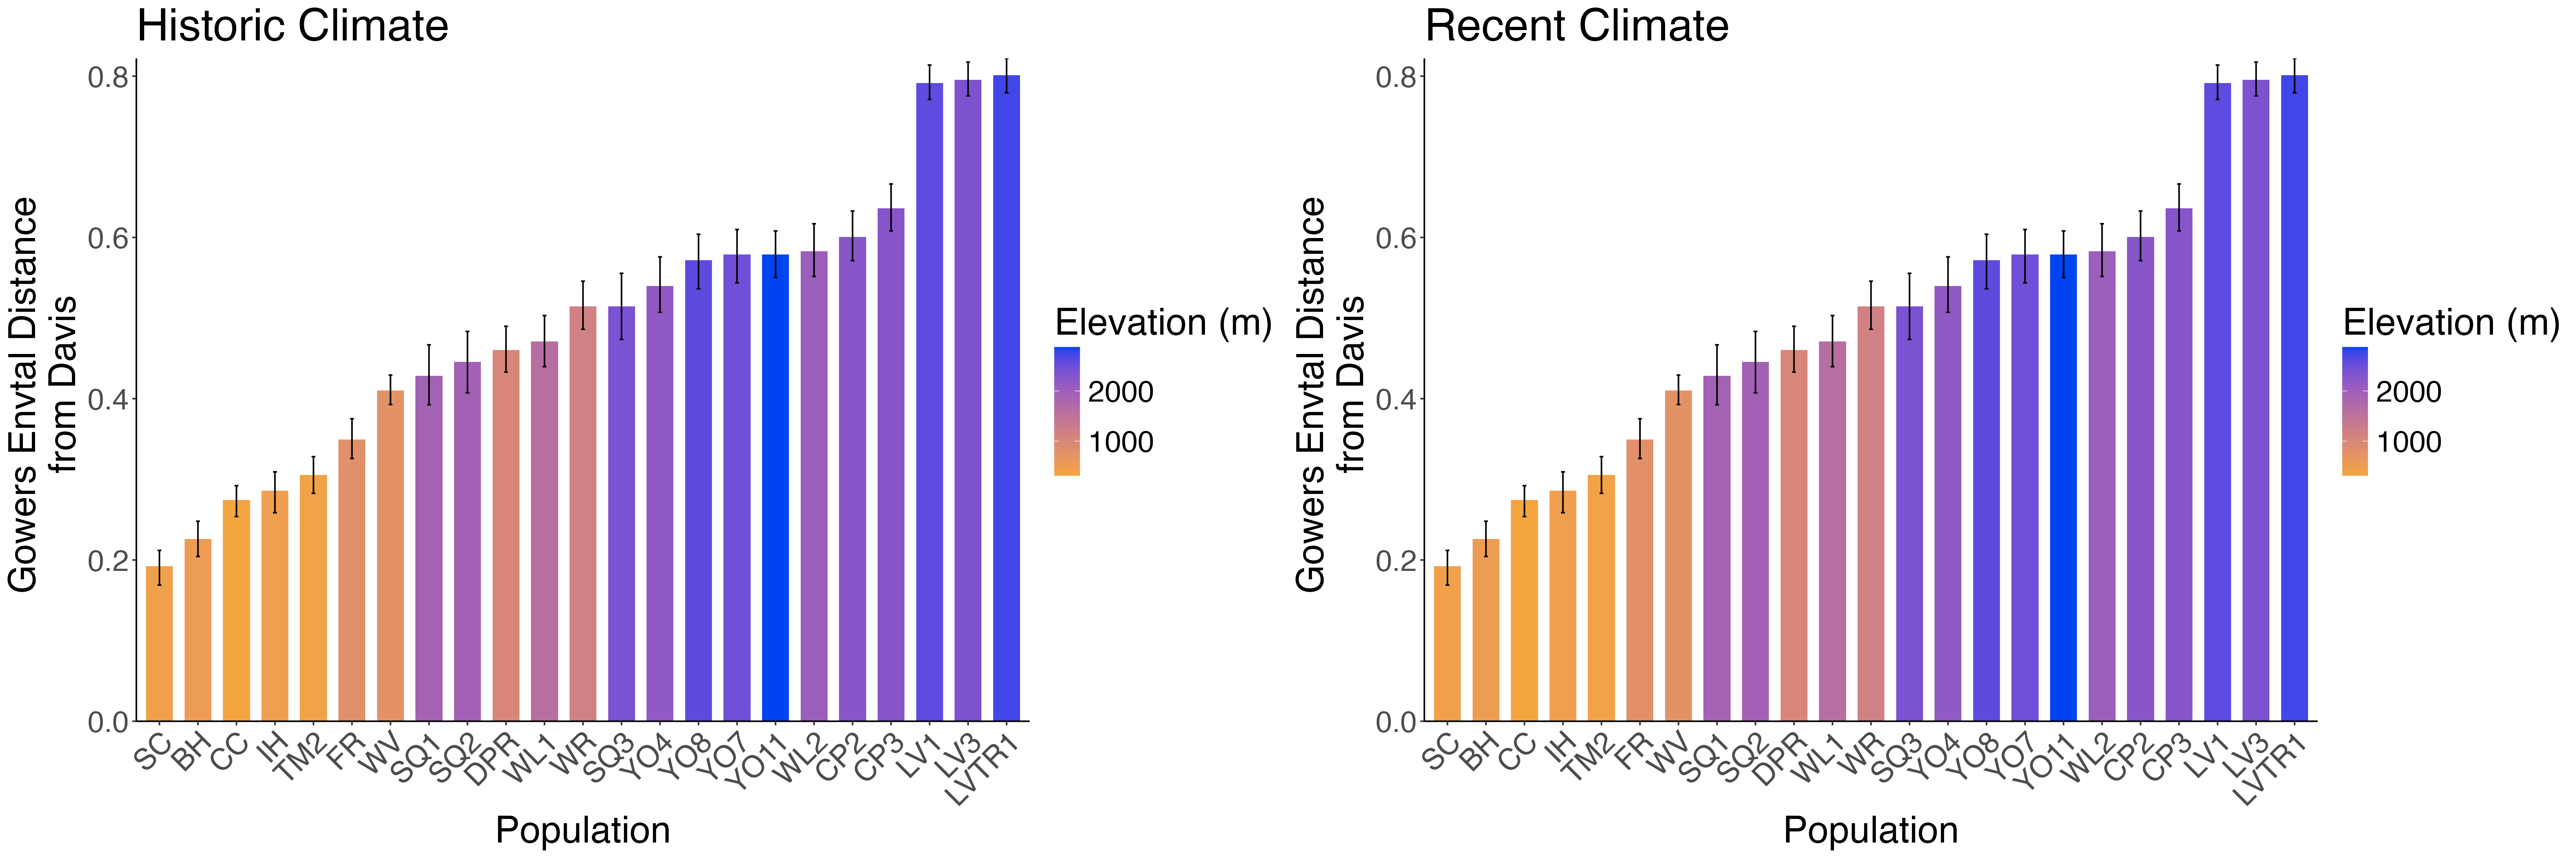 Historic Climate
Gowers Envtal Distance
from Davis
0.8
0.6
0.4
0.2
0.0
SC
BH
CC
IH
TM2
FR
WV
SQ1
SQ2
DPR
WL1
WR
SQ3
YO4
YO8
YO7
YO11
WL2
CP2
CP3
LV1
LV3
LVTR1
Population
Elevation (m)
2000
1000
Recent Climate
Gowers Envtal Distance
from Davis
0.8
0.6
0.4
0.2
0.0
SC
BH
CC
IH
TM2
FR
WV
SQ1
SQ2
DPR
WL1
WR
SQ3
YO4
YO8
YO7
YO11
WL2
CP2
CP3
LV1
LV3
LVTR1
Population
Elevation (m)
2000
1000